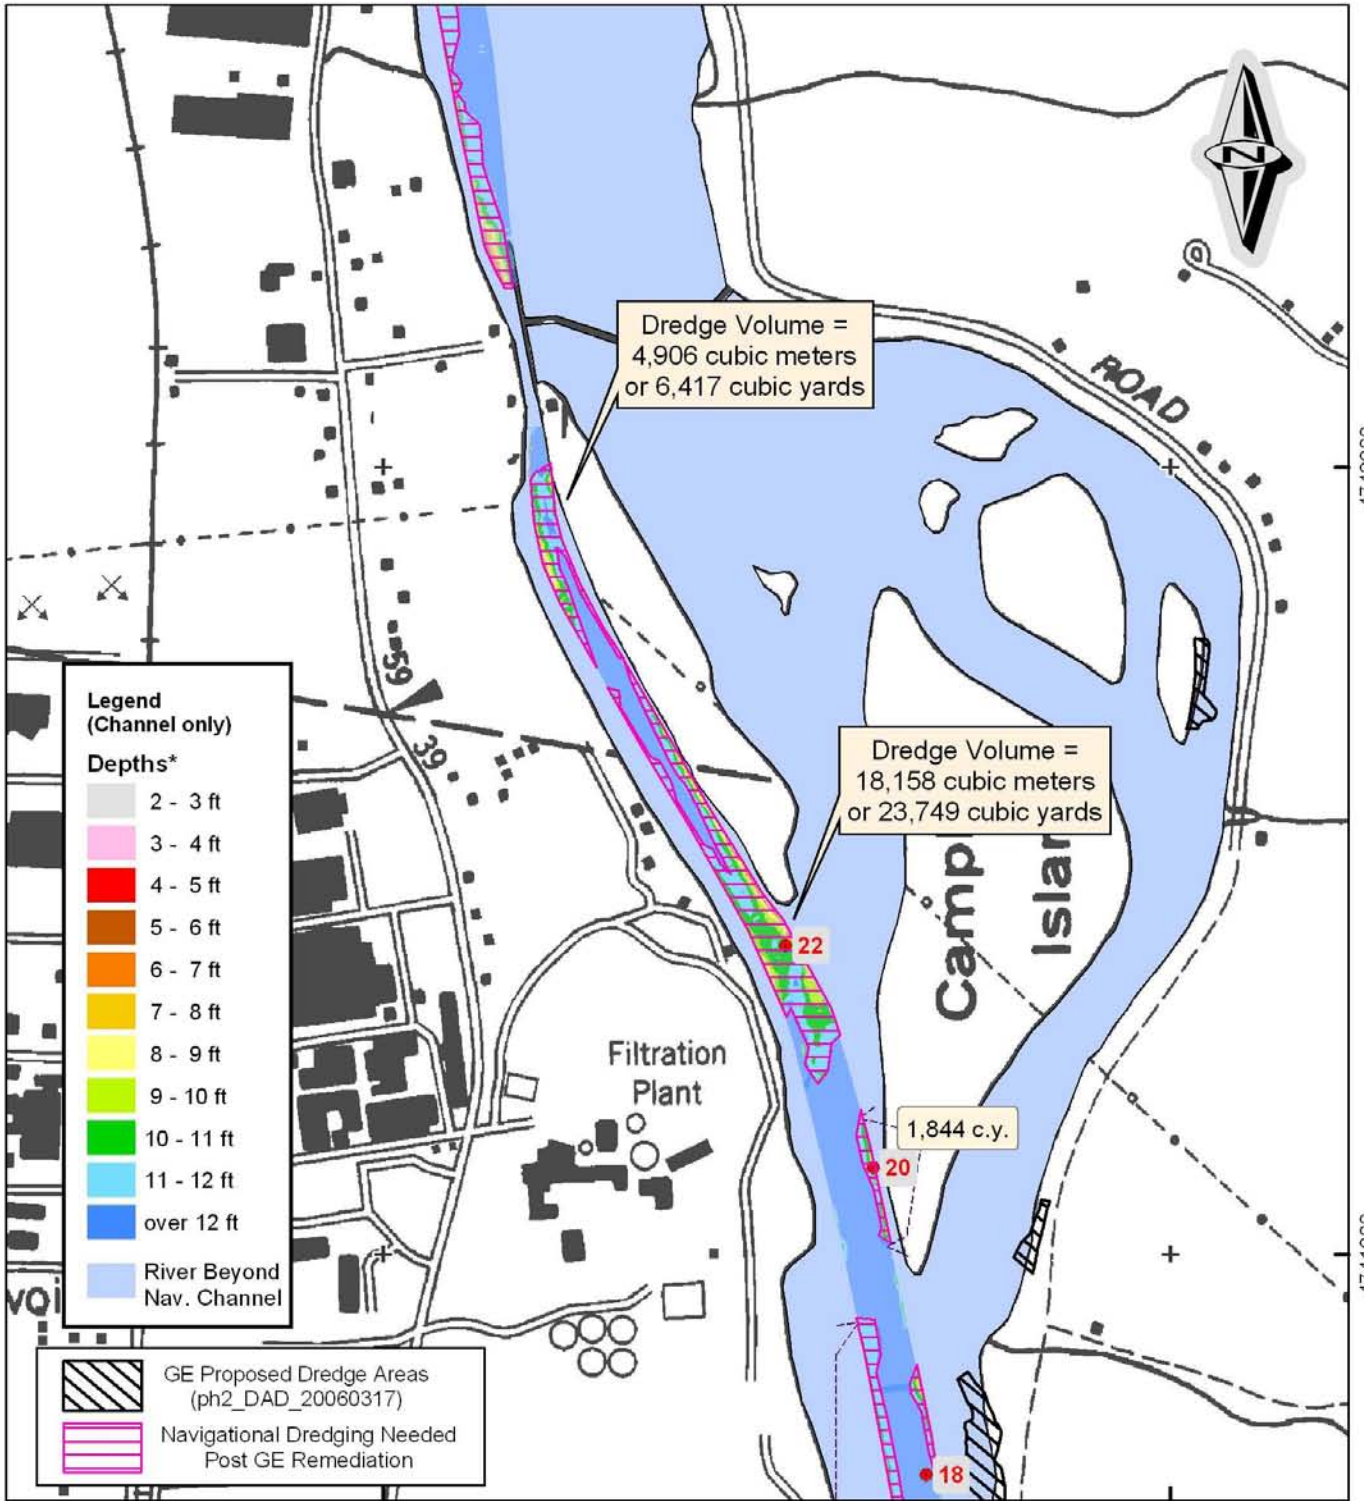 N
Dredge Volume =
4,906 cubic meters
or 6,417 cubic yards
ROAD
59
39
Legend
(Channel only)
Depths*
2 - 3 ft
3 - 4 ft
4 - 5 ft
5 - 6 ft
6 - 7 ft
7 - 8 ft
8 - 9 ft
9 - 10 ft
10 - 11 ft
11 - 12 ft
over 12 ft
River Beyond
Nav. Channel
Dredge Volume =
18,158 cubic meters
or 23,749 cubic yards
Camp
Islan
22
Filtration
Plant
1,844 c.y.
20
18
GE Proposed Dredge Areas
(ph2_DAD_20060317)
Navigational Dredging Needed
Post GE Remediation